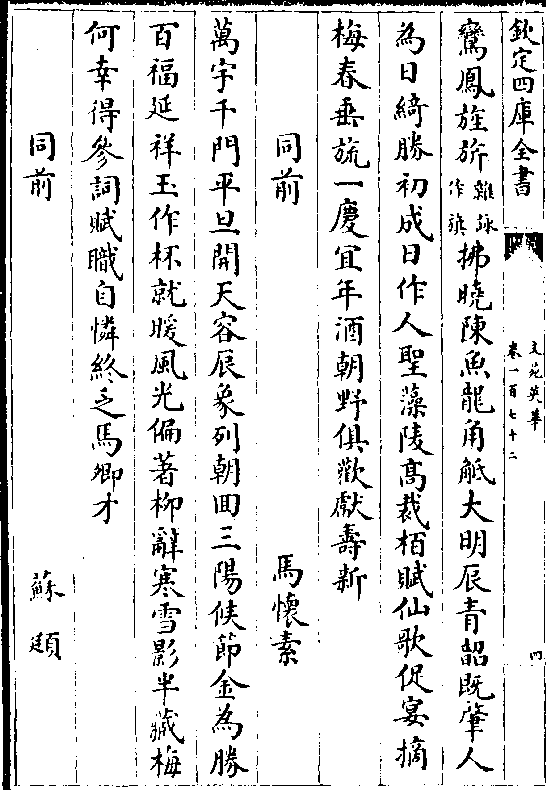 欽定四庫全書
文苑英華
卷一百七十二
四
鸞鳳旌旂雜詠作旗拂曉陳魚龍角觝大明辰青韶既肇人
為日綺勝初成日作人聖藻陵髙裁栢賦仙歌促宴摘
梅春垂旒一慶宜年酒朝野俱歡獻壽新
同前 馬懷素
萬宇千門平旦開天容辰象列朝回三陽候節金為勝
百福延祥玉作杯就暖風光偏著柳辭寒雪影半藏梅
何幸得參詞賦職自憐終乏馬卿才
同前 蘇頲